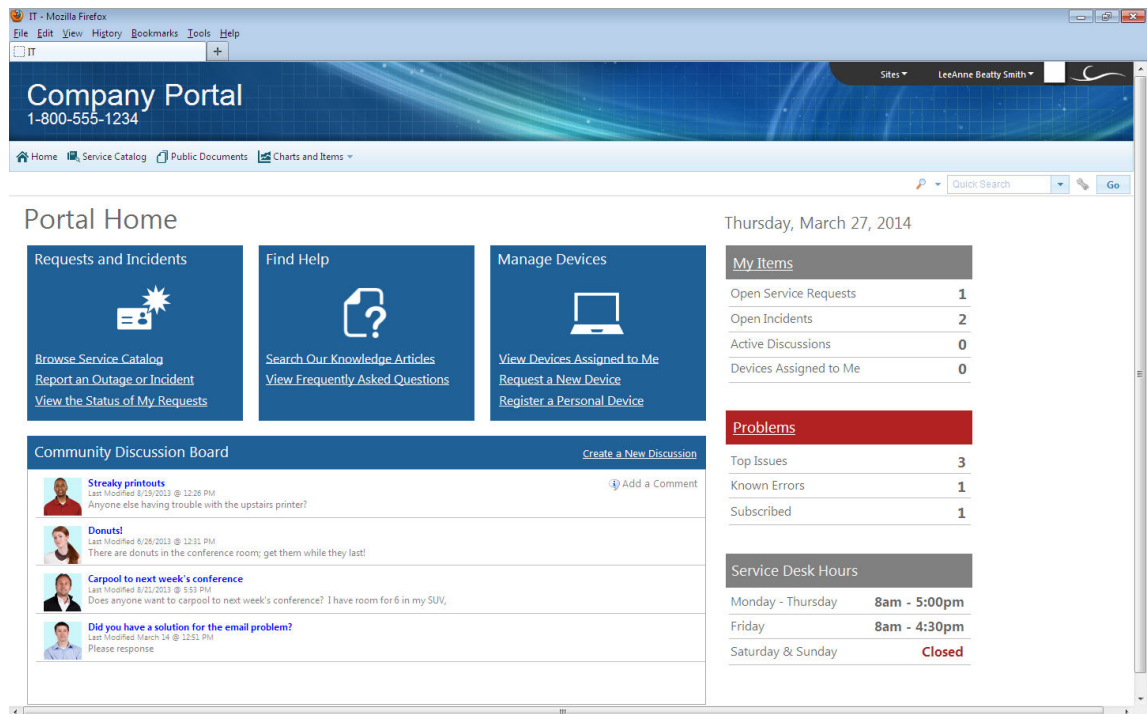 IT - Mozilla Firefox
File Edit View History Bookmarks Tools Help
IT
Sites LeeAnne Beatty Smith
Company Portal
1-800-555-1234
Home Service Catalog Public Documents Charts and Items
Quick Search Go
Portal Home
Thursday, March 27, 2014
Requests and Incidents
Browse Service Catalog
Report an Outage or Incident
View the Status of My Requests
Find Help
Search Our Knowledge Articles
View Frequently Asked Questions
Manage Devices
View Devices Assigned to Me
Request a New Device
Register a Personal Device
My Items
Open Service Requests 1
Open Incidents 2
Active Discussions 0
Devices Assigned to Me 0
Problems
Top Issues 3
Known Errors 1
Subscribed 1
Community Discussion Board Create a New Discussion
Streaky printouts
Last Modified 8/19/2013 @ 12:26 PM
Anyone else having trouble with the upstairs printer?
Add a Comment
Donuts!
Last Modified 6/26/2013 @ 12:31 PM
There are donuts in the conference room; get them while they last!
Carpool to next week's conference
Last Modified 8/21/2013 @ 5:53 PM
Does anyone want to carpool to next week's conference? I have room for 6 in my SUV,
Did you have a solution for the email problem?
Last Modified March 14 @ 12:51 PM
Please response
Service Desk Hours
Monday - Thursday 8am - 5:00pm
Friday 8am - 4:30pm
Saturday & Sunday Closed